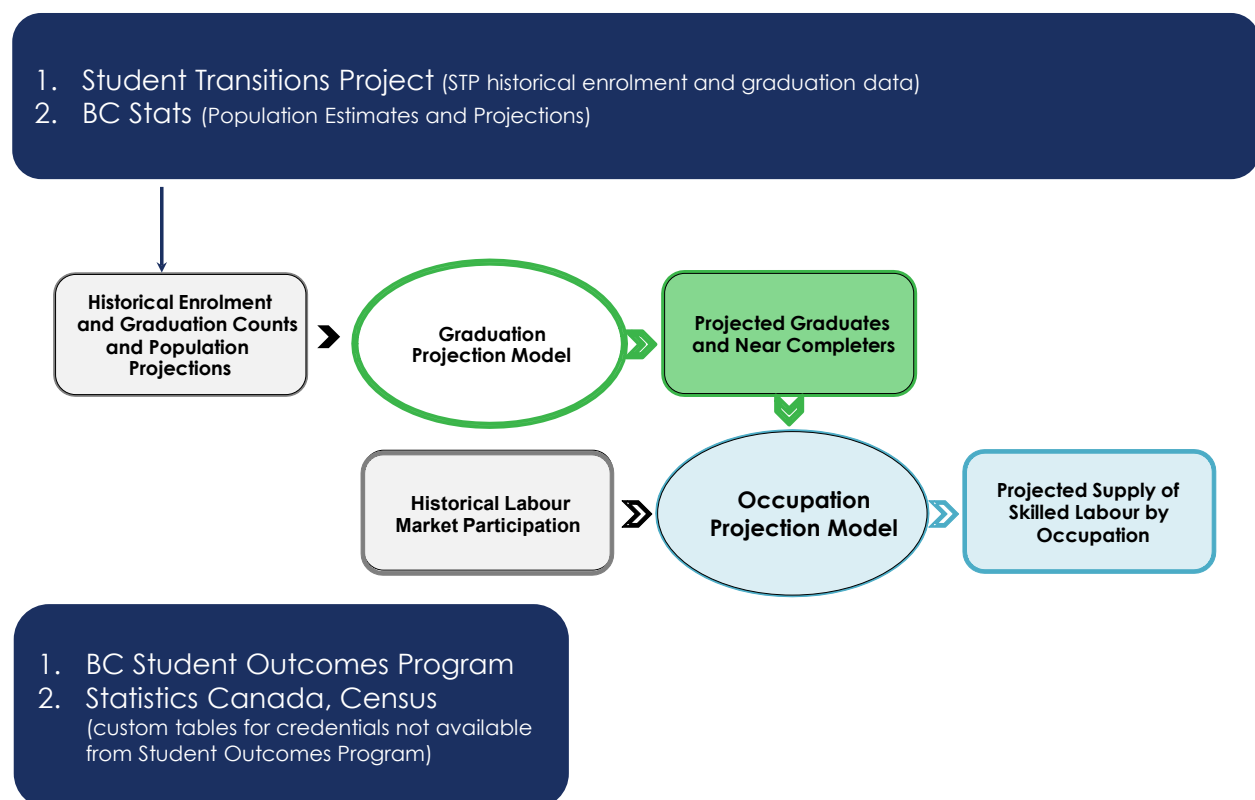 1. Student Transitions Project (STP historical enrolment and graduation data)
2. BC Stats (Population Estimates and Projections)
Historical Enrolment
and Graduation Counts
and Population
Projections
Graduation
Projection Model
Projected Graduates
and Near Completers
Historical Labour
Market Participation
Occupation
Projection Model
Projected Supply of
Skilled Labour by
Occupation
1. BC Student Outcomes Program
2. Statistics Canada, Census
(custom tables for credentials not available
from Student Outcomes Program)